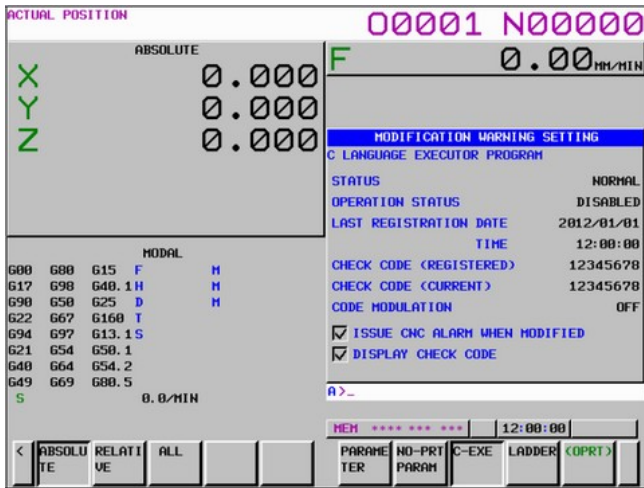 ACTUAL POSITION
O0001 N00000
ABSOLUTE
X 0.000
Y 0.000
Z 0.000
MODAL
G00 G80 G15 F M
G17 G98 G40.1 H M
G90 G50 G25 D M
G22 G67 G160 T
G94 G97 G13.1 S
G21 G54 G50.1
G40 G64 G54.2
G49 G69 G80.5
S 0.0/MIN
F 0.00 MM/MIN
MODIFICATION WARNING SETTING
C LANGUAGE EXECUTOR PROGRAM
STATUS NORMAL
OPERATION STATUS DISABLED
LAST REGISTRATION DATE 2012/01/01
TIME 12:00:00
CHECK CODE (REGISTERED) 12345678
CHECK CODE (CURRENT) 12345678
CODE MODULATION OFF
ISSUE CNC ALARM WHEN MODIFIED
DISPLAY CHECK CODE
A>_
MEM **** *** *** 12:00:00
< ABSOLU RELATI ALL PARAME NO-PRT C-EXE LADDER (OPRT)
TE VE TER PARAM